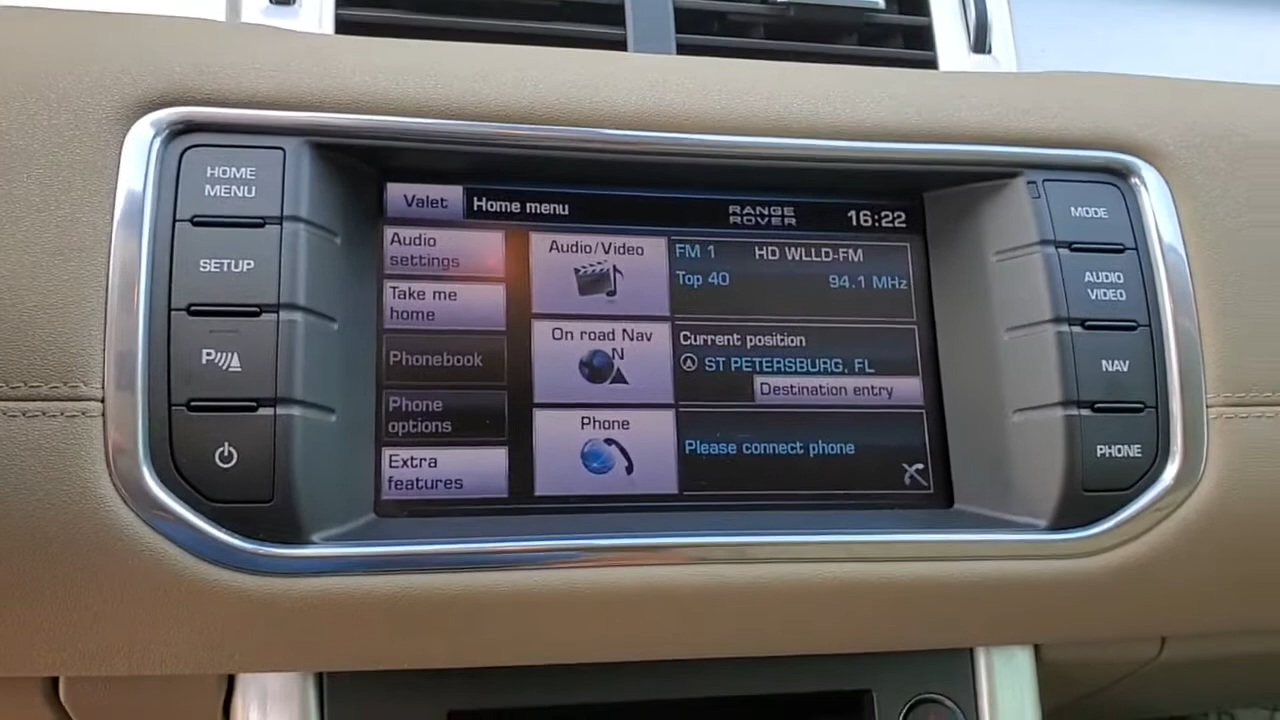 HOME
MENU
SETUP
P
Valet
Home menu
RANGE
ROVER
16:22
Audio
settings
Take me
home
Phonebook
Phone
options
Extra
features
Audio/Video
FM 1 HD WLLD-FM
Top 40 94.1 MHz
On road Nav
N
Current position
ST PETERSBURG, FL
Destination entry
Phone
Please connect phone
MODE
AUDIO
VIDEO
NAV
PHONE